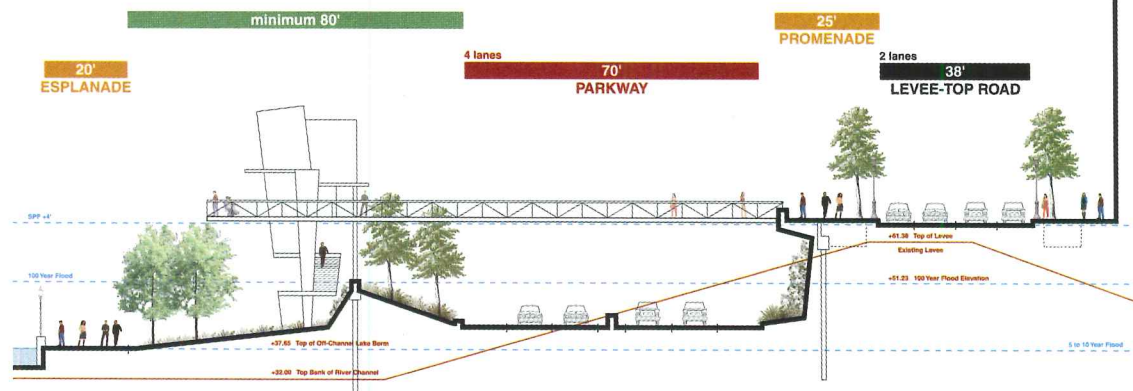 minimum 80'
25'
PROMENADE
20'
ESPLANADE
4 lanes
70'
PARKWAY
2 lanes
38'
LEVEE-TOP ROAD
SPF +4'
+61.38 Top of Levee
Existing Levee
100 Year Flood
+51.23 100 Year Flood Elevation
+37.65 Top of Off-Channel Lake Berm
5 to 10 Year Flood
+32.00 Top Bank of River Channel